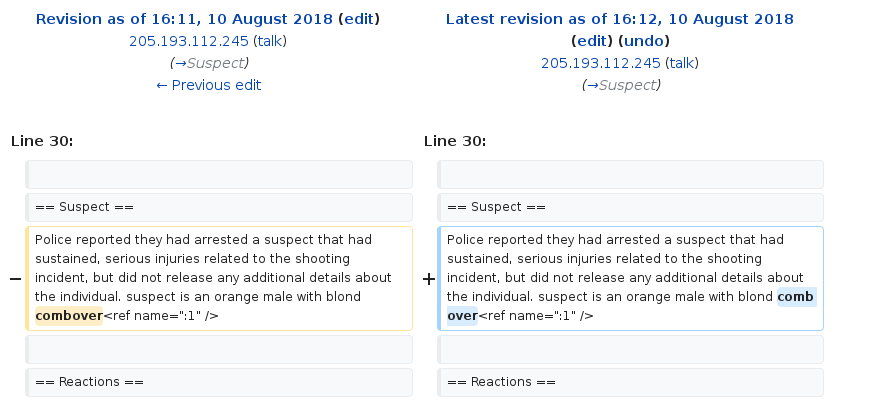 Revision as of 16:11, 10 August 2018 (edit)
205.193.112.245 (talk)
(→Suspect)
← Previous edit
Latest revision as of 16:12, 10 August 2018
(edit) (undo)
205.193.112.245 (talk)
(→Suspect)
Line 30:
Line 30:
== Suspect ==
== Suspect ==
−
Police reported they had arrested a suspect that had
sustained, serious injuries related to the shooting
incident, but did not release any additional details about
the individual. suspect is an orange male with blond
combover<ref name=":1" />
+
Police reported they had arrested a suspect that had
sustained, serious injuries related to the shooting
incident, but did not release any additional details about
the individual. suspect is an orange male with blond comb
over<ref name=":1" />
== Reactions ==
== Reactions ==